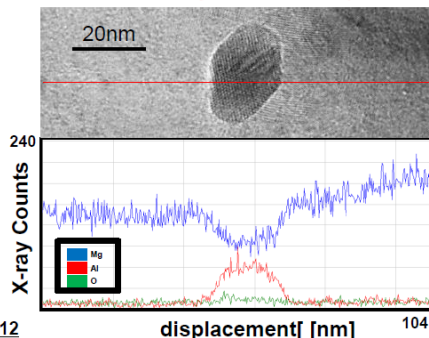 20nm
240
X-ray Counts
Mg
Al
O
12
displacement[ [nm]
104